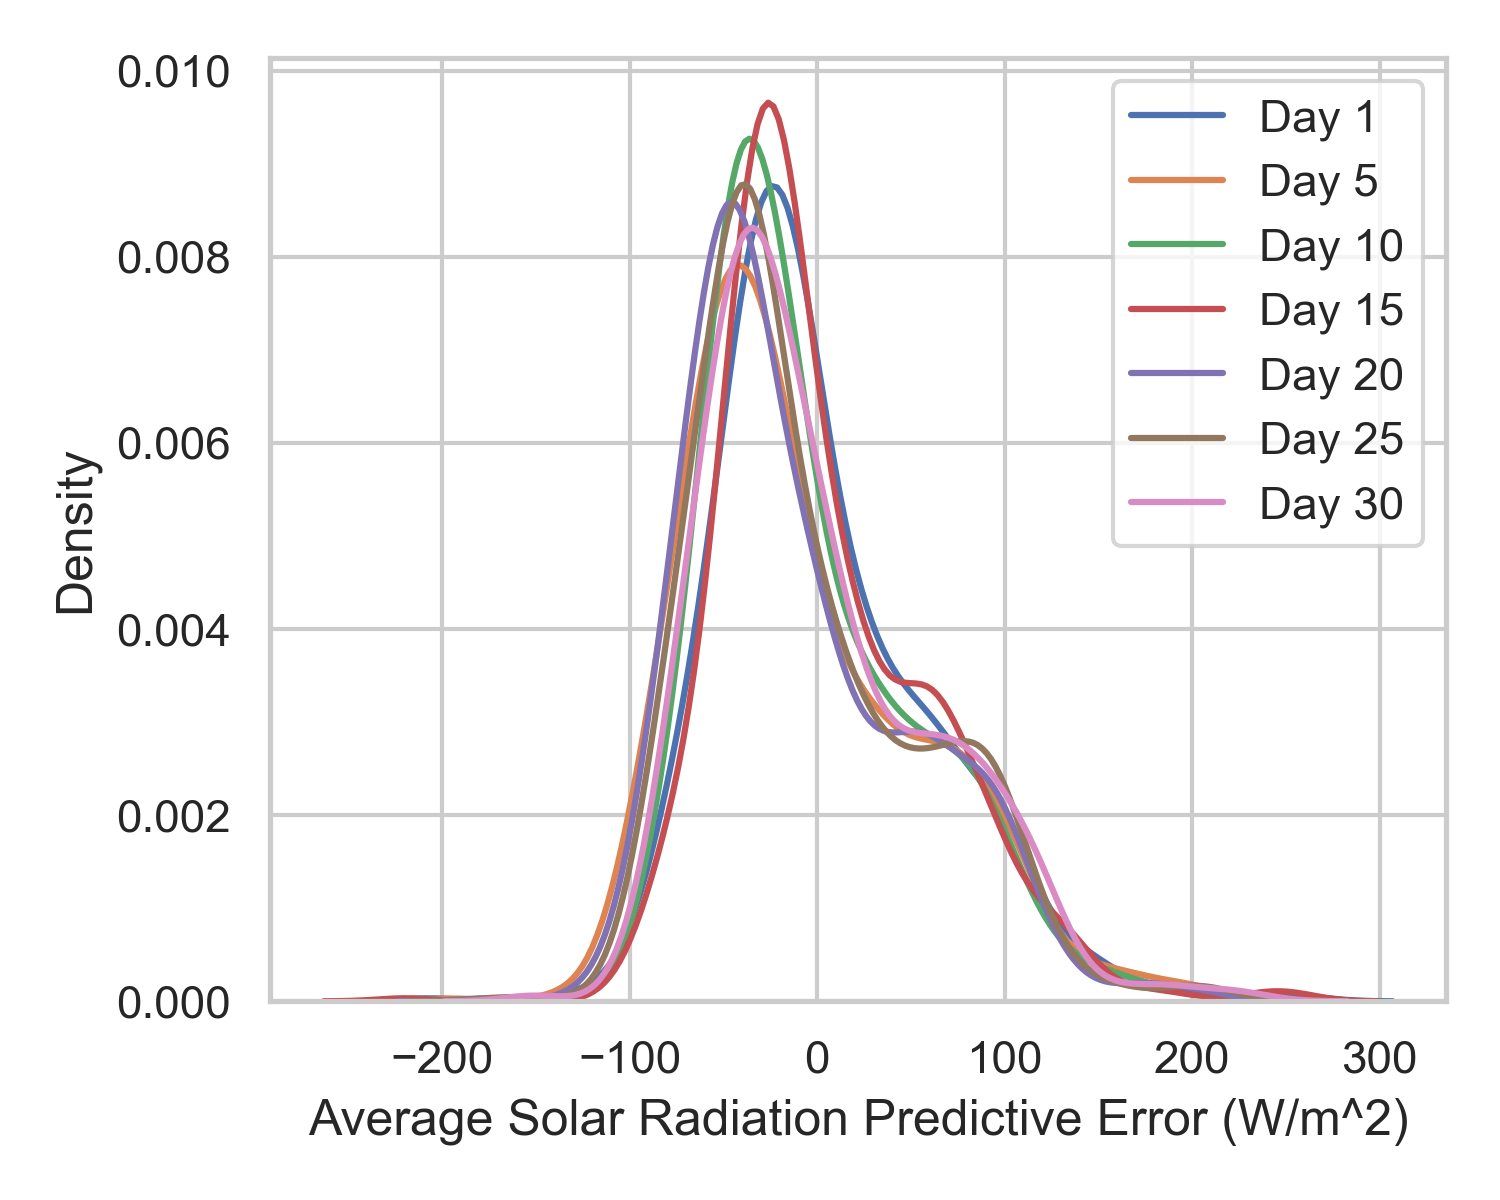 0.010
0.008
0.006
0.004
0.002
0.000
Density
−200
−100
0
100
200
300
Average Solar Radiation Predictive Error (W/m^2)
Day 1
Day 5
Day 10
Day 15
Day 20
Day 25
Day 30